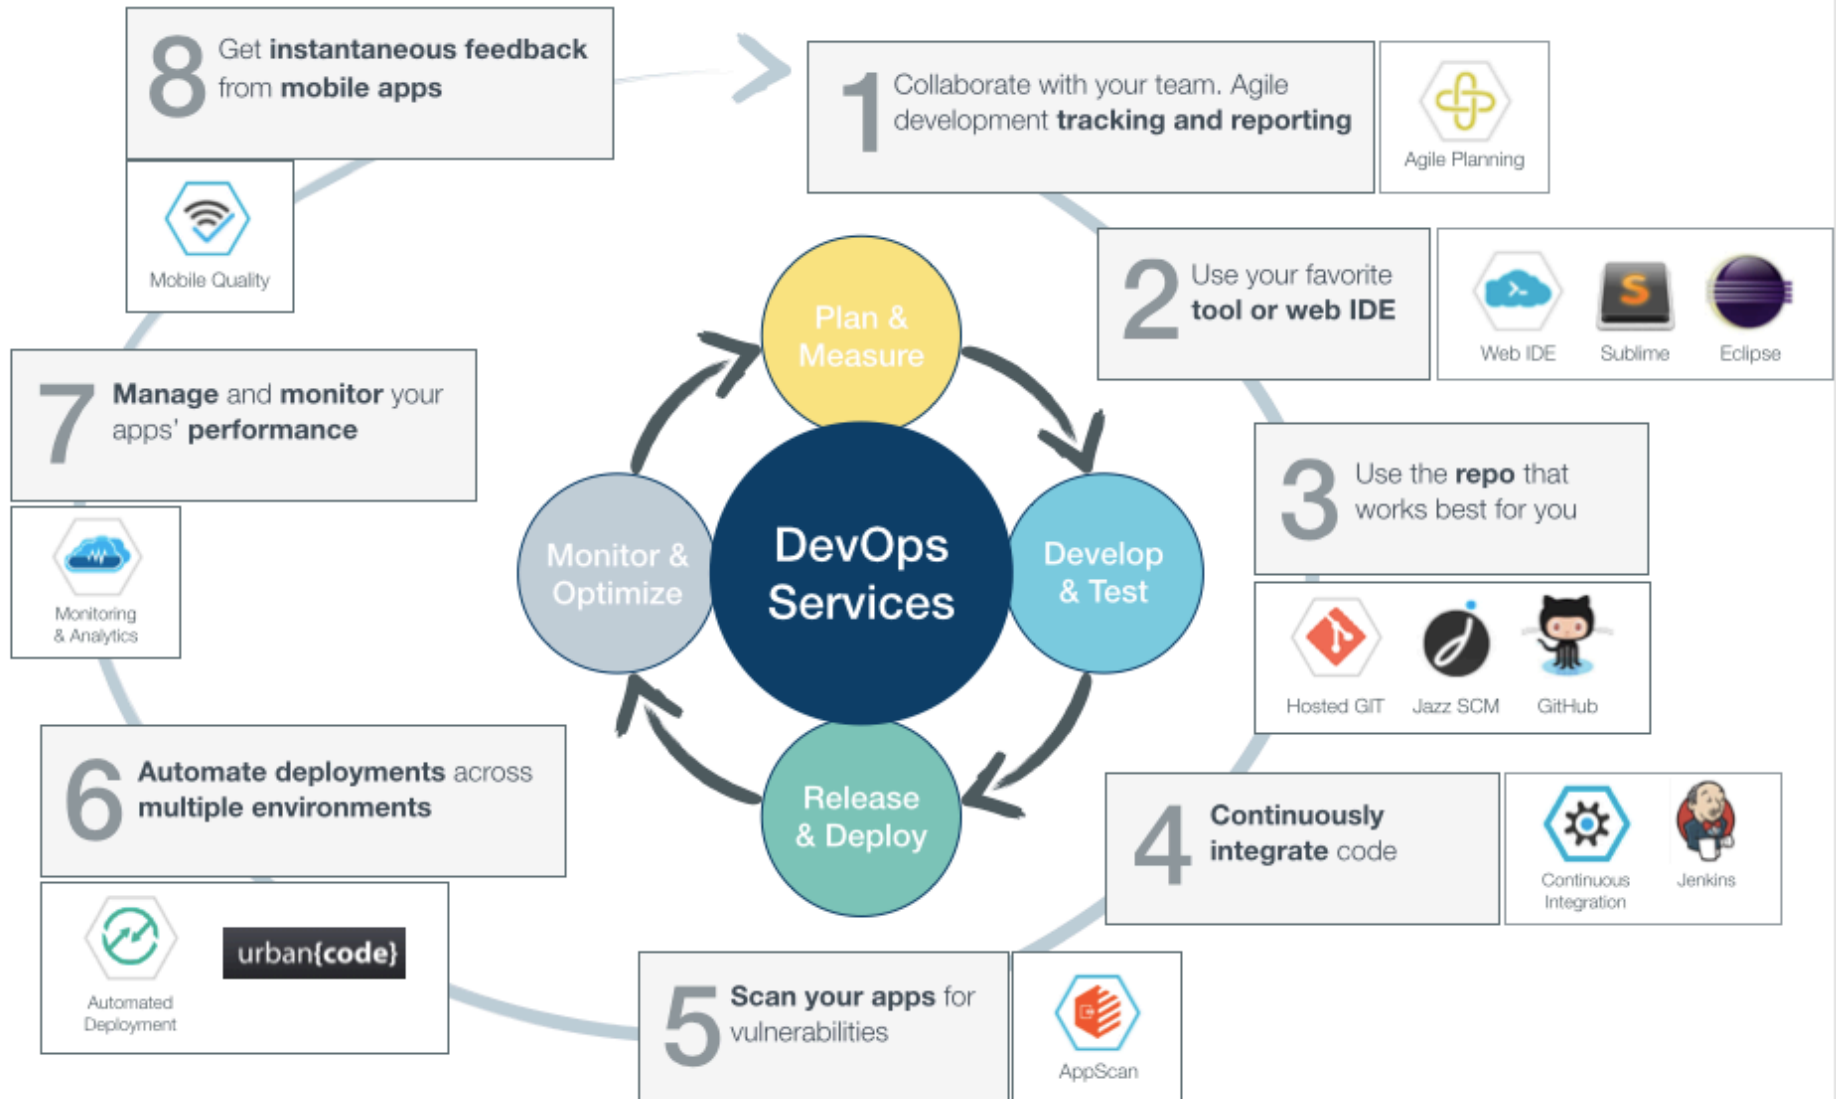 8
Get instantaneous feedback
from mobile apps
Mobile Quality
1
Collaborate with your team. Agile
development tracking and reporting
Agile Planning
2
Use your favorite
tool or web IDE
Web IDE
Sublime
Eclipse
3
Use the repo that
works best for you
Hosted GIT
Jazz SCM
GitHub
4
Continuously
integrate code
Continuous
Integration
Jenkins
5
Scan your apps for
vulnerabilities
AppScan
6
Automate deployments across
multiple environments
Automated
Deployment
urban{code}
7
Manage and monitor your
apps' performance
Monitoring
& Analytics
Plan &
Measure
Develop
& Test
Release
& Deploy
Monitor &
Optimize
DevOps
Services